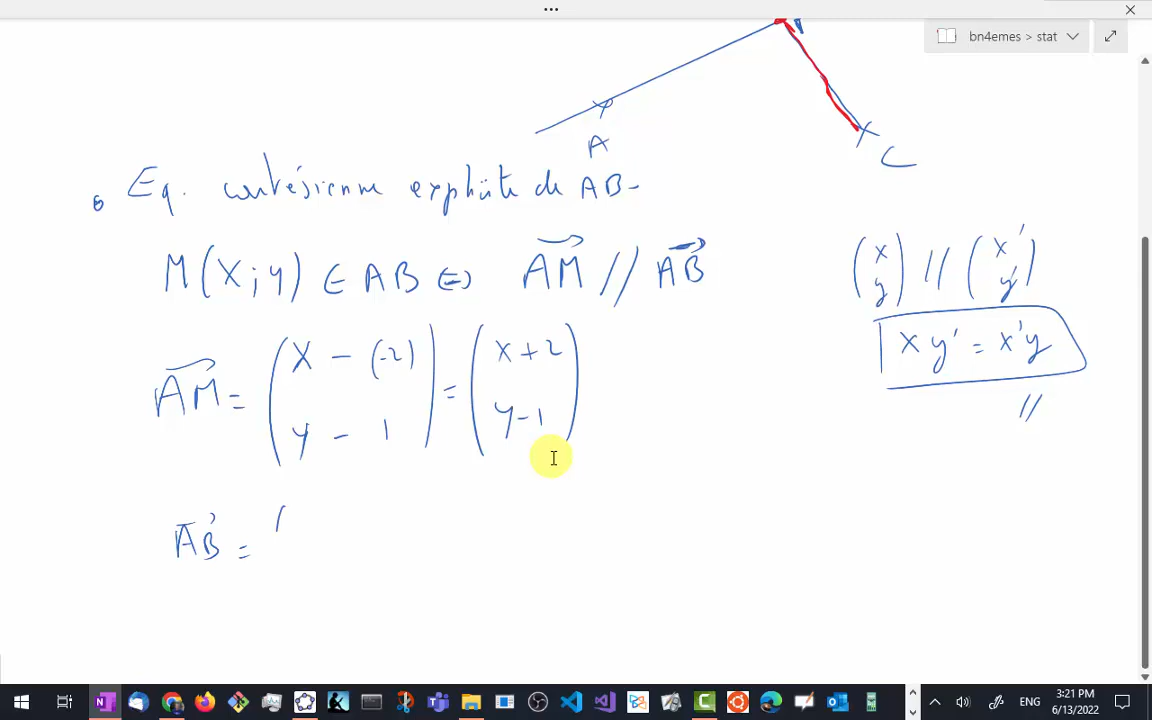 bn4emes > stat
A
C
Eq. cartésienne explicite de AB.
M(x;y) ∈ AB ⇔ AM⃗ // AB⃗
(x y) // (x' y')
xy' = x'y
//
AM⃗ = (x - (-2) y - 1) = (x + 2 y - 1)
AB⃗ = (
ENG
3:21 PM
6/13/2022